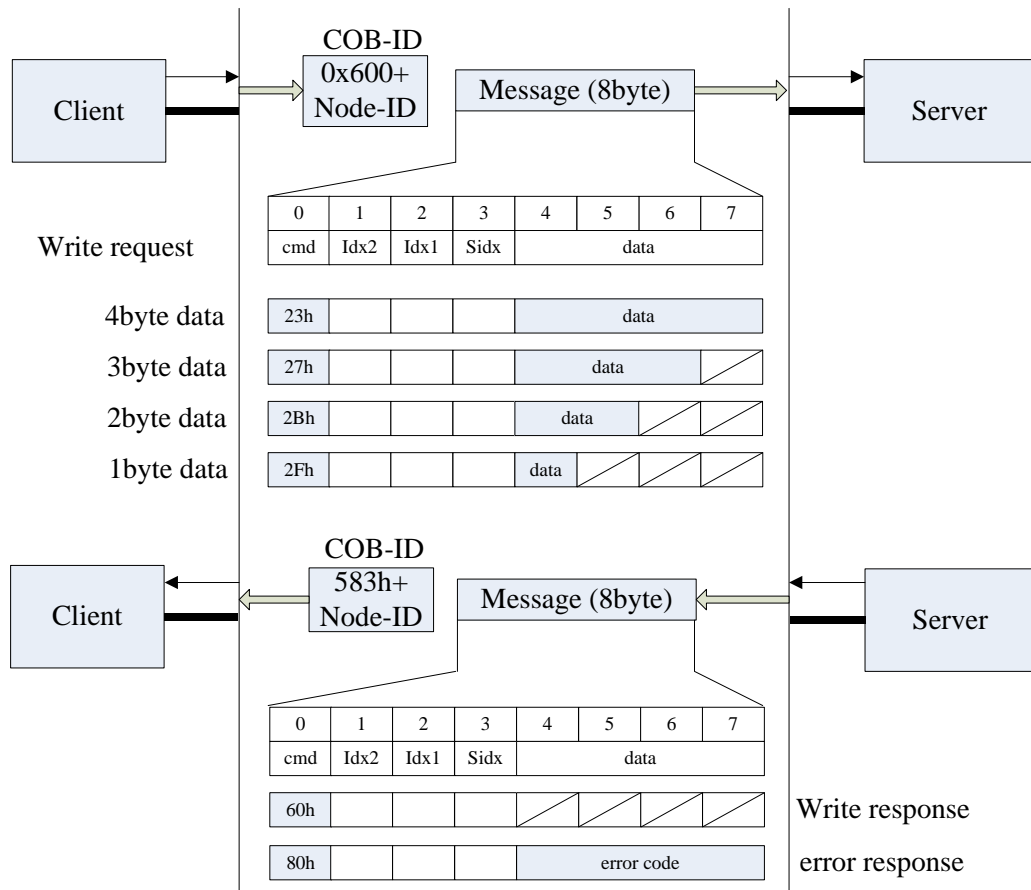 COB-ID
0x600+
Node-ID
Client
Message (8byte)
Server
0 1 2 3 4 5 6 7
Write request
cmd Idx2 Idx1 Sidx data
4byte data 23h data
3byte data 27h data
2byte data 2Bh data
1byte data 2Fh data
COB-ID
583h+
Node-ID
Client
Message (8byte)
Server
0 1 2 3 4 5 6 7
cmd Idx2 Idx1 Sidx data
60h Write response
80h error code error response